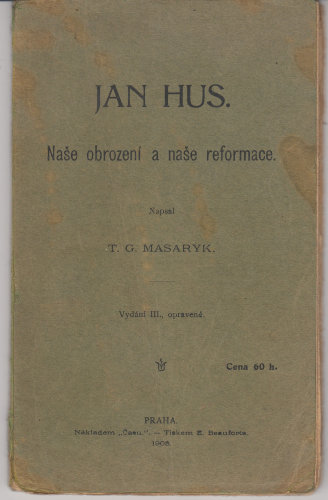 JAN HUS.
Naše obrození a naše reformace.
Napsal
T. G. MASARYK.
Vydání III., opravené.
Cena 60 h.
PRAHA.
Nákladem „Času.“ — Tiskem E. Beauforta.
1903.